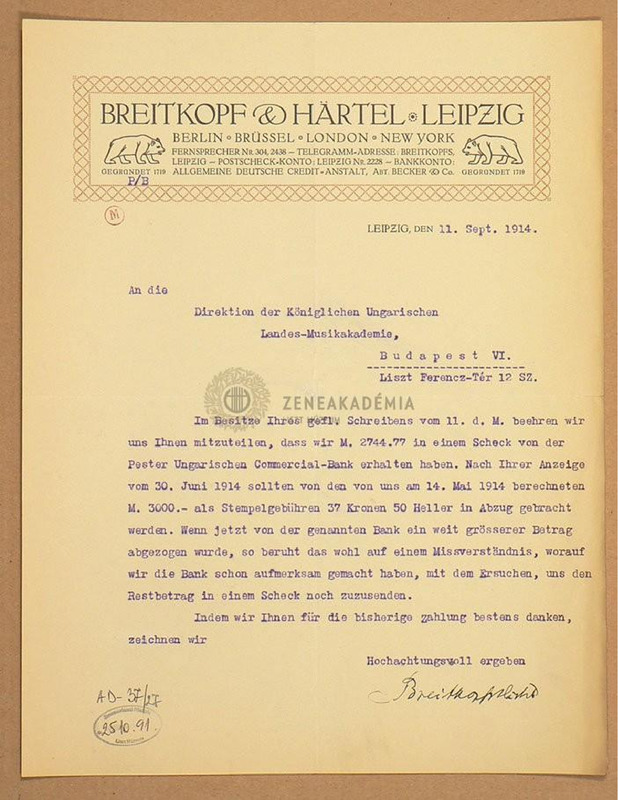 BREITKOPF & HÄRTEL * LEIPZIG
BERLIN • BRÜSSEL • LONDON • NEW YORK
FERNSPRECHER NR. 304, 2438 — TELEGRAMM-ADRESSE: BREITKOPFS,
LEIPZIG — POSTSCHECK-KONTO: LEIPZIG NR. 2228 — BANKKONTO:
GEGRÜNDET 1719 ALLGEMEINE DEUTSCHE CREDIT-ANSTALT, ABT. BECKER & Co. GEGRÜNDET 1719
P/B
LEIPZIG, DEN 11. Sept. 1914.
An die
Direktion der Königlichen Ungarischen
Landes-Musikakademie,
Budapest VI.
Liszt Ferencz-Tér 12 SZ.
ZENEAKADÉMIA
Im Besitze Ihres gefl. Schreibens vom 11. d. M. beehren wir
uns Ihnen mitzuteilen, dass wir M. 2744.77 in einem Scheck von der
Pester Ungarischen Commercial-Bank erhalten haben. Nach Ihrer Anzeige
vom 30. Juni 1914 sollten von den von uns am 14. Mai 1914 berechneten
M. 3000.- als Stempelgebühren 37 Kronen 50 Heller in Abzug gebracht
werden. Wenn jetzt von der genannten Bank ein weit grösserer Betrag
abgezogen wurde, so beruht das wohl auf einem Missverständnis, worauf
wir die Bank schon aufmerksam gemacht haben, mit dem Ersuchen, uns den
Restbetrag in einem Scheck noch zuzusenden.
Indem wir Ihnen für die bisherige zahlung bestens danken,
zeichnen wir
Hochachtungsvoll ergeben
Breitkopf
AD-37/27
25 10. 91.